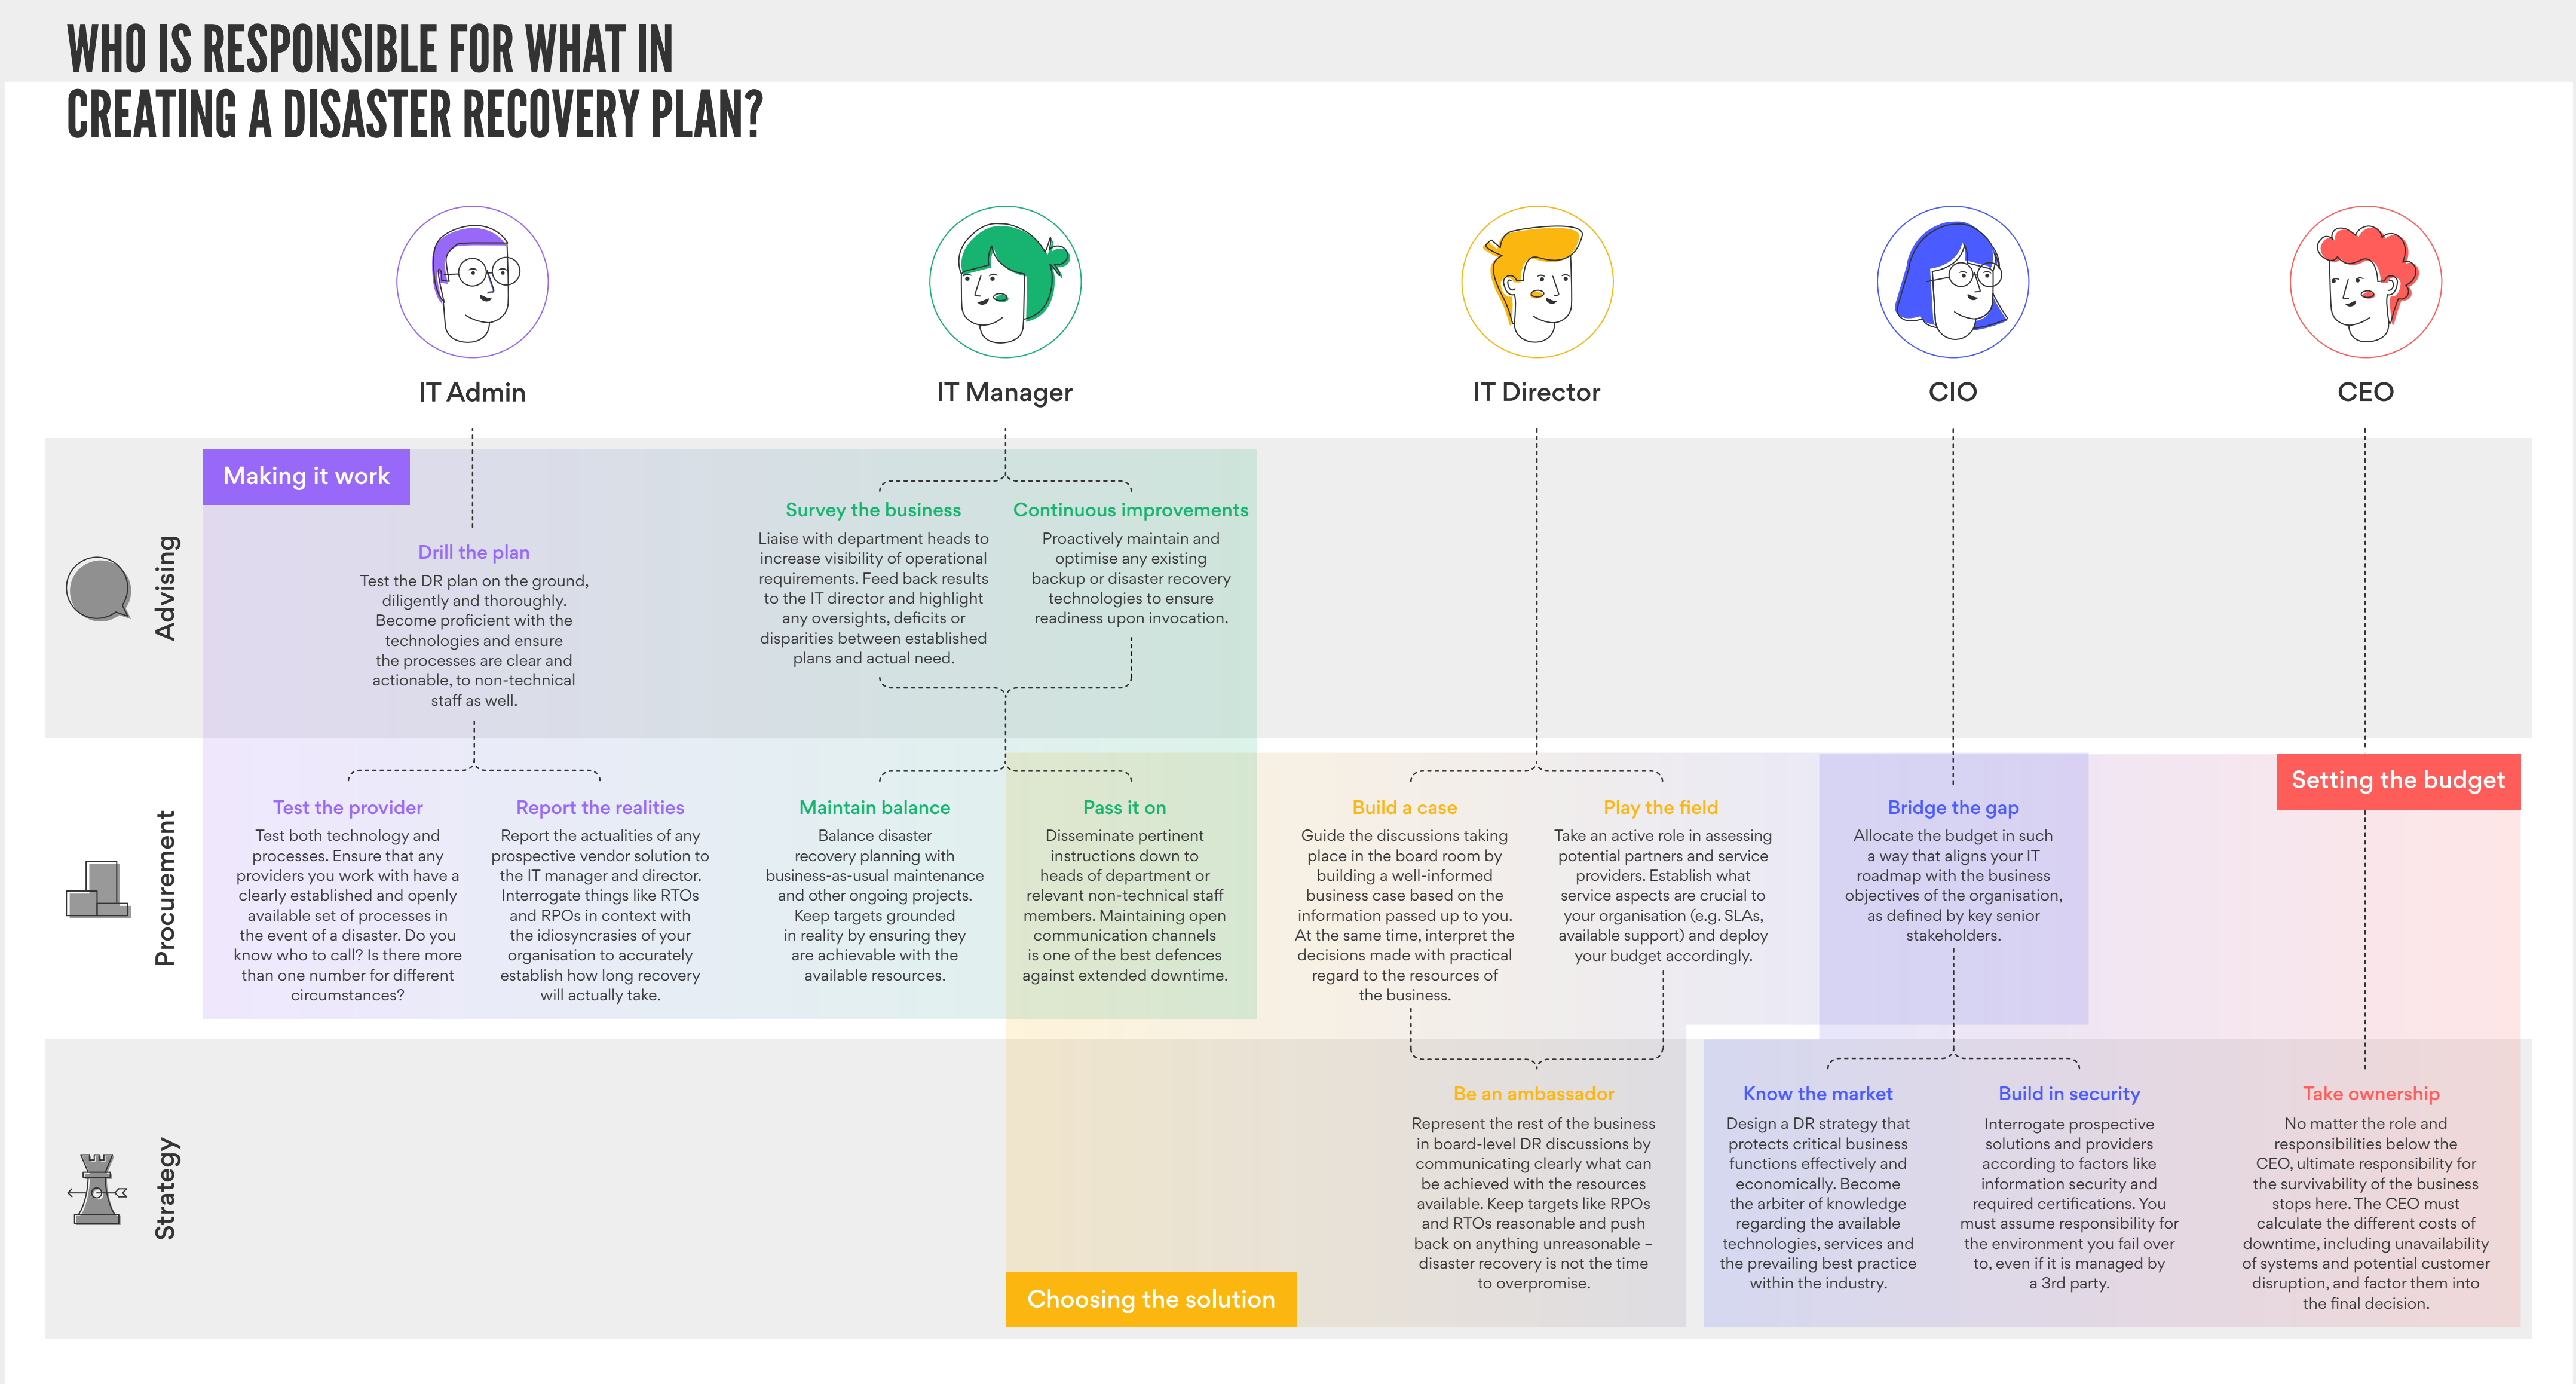 WHO IS RESPONSIBLE FOR WHAT IN
CREATING A DISASTER RECOVERY PLAN?
IT Admin
IT Manager
IT Director
CIO
CEO
Advising
Making it work
Drill the plan
Test the DR plan on the ground,
diligently and thoroughly.
Become proficient with the
technologies and ensure
the processes are clear and
actionable, to non-technical
staff as well.
Survey the business
Liaise with department heads to
increase visibility of operational
requirements. Feed back results
to the IT director and highlight
any oversights, deficits or
disparities between established
plans and actual need.
Continuous improvements
Proactively maintain and
optimise any existing
backup or disaster recovery
technologies to ensure
readiness upon invocation.
Procurement
Test the provider
Test both technology and
processes. Ensure that any
providers you work with have a
clearly established and openly
available set of processes in
the event of a disaster. Do you
know who to call? Is there more
than one number for different
circumstances?
Report the realities
Report the actualities of any
prospective vendor solution to
the IT manager and director.
Interrogate things like RTOs
and RPOs in context with
the idiosyncrasies of your
organisation to accurately
establish how long recovery
will actually take.
Maintain balance
Balance disaster
recovery planning with
business-as-usual maintenance
and other ongoing projects.
Keep targets grounded
in reality by ensuring they
are achievable with the
available resources.
Pass it on
Disseminate pertinent
instructions down to
heads of department or
relevant non-technical staff
members. Maintaining open
communication channels
is one of the best defences
against extended downtime.
Build a case
Guide the discussions taking
place in the board room by
building a well-informed
business case based on the
information passed up to you.
At the same time, interpret the
decisions made with practical
regard to the resources of
the business.
Play the field
Take an active role in assessing
potential partners and service
providers. Establish what
service aspects are crucial to
your organisation (e.g. SLAs,
available support) and deploy
your budget accordingly.
Bridge the gap
Allocate the budget in such
a way that aligns your IT
roadmap with the business
objectives of the organisation,
as defined by key senior
stakeholders.
Setting the budget
Strategy
Choosing the solution
Be an ambassador
Represent the rest of the business
in board-level DR discussions by
communicating clearly what can
be achieved with the resources
available. Keep targets like RPOs
and RTOs reasonable and push
back on anything unreasonable –
disaster recovery is not the time
to overpromise.
Know the market
Design a DR strategy that
protects critical business
functions effectively and
economically. Become
the arbiter of knowledge
regarding the available
technologies, services and
the prevailing best practice
within the industry.
Build in security
Interrogate prospective
solutions and providers
according to factors like
information security and
required certifications. You
must assume responsibility for
the environment you fail over
to, even if it is managed by
a 3rd party.
Take ownership
No matter the role and
responsibilities below the
CEO, ultimate responsibility for
the survivability of the business
stops here. The CEO must
calculate the different costs of
downtime, including unavailability
of systems and potential customer
disruption, and factor them into
the final decision.